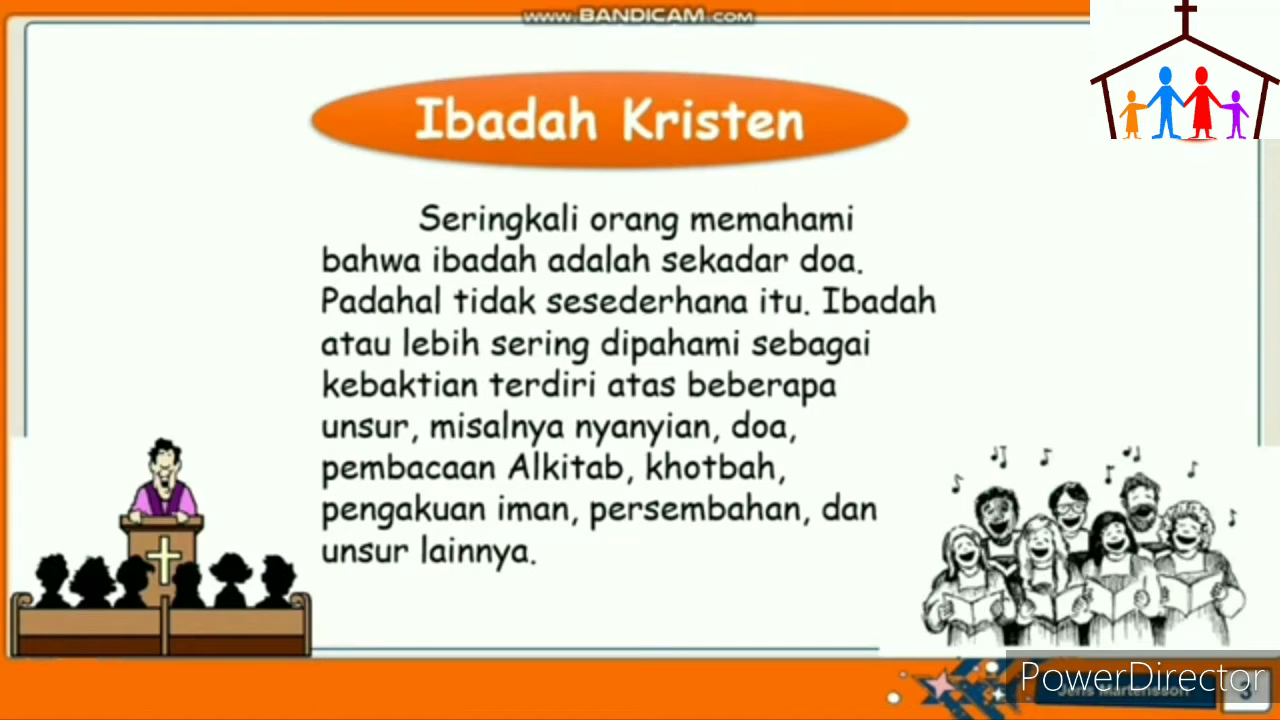 www.BANDICAM.com
Ibadah Kristen
Seringkali orang memahami
bahwa ibadah adalah sekadar doa.
Padahal tidak sesederhana itu. Ibadah
atau lebih sering dipahami sebagai
kebaktian terdiri atas beberapa
unsur, misalnya nyanyian, doa,
pembacaan Alkitab, khotbah,
pengakuan iman, persembahan, dan
unsur lainnya.
PowerDirector
3